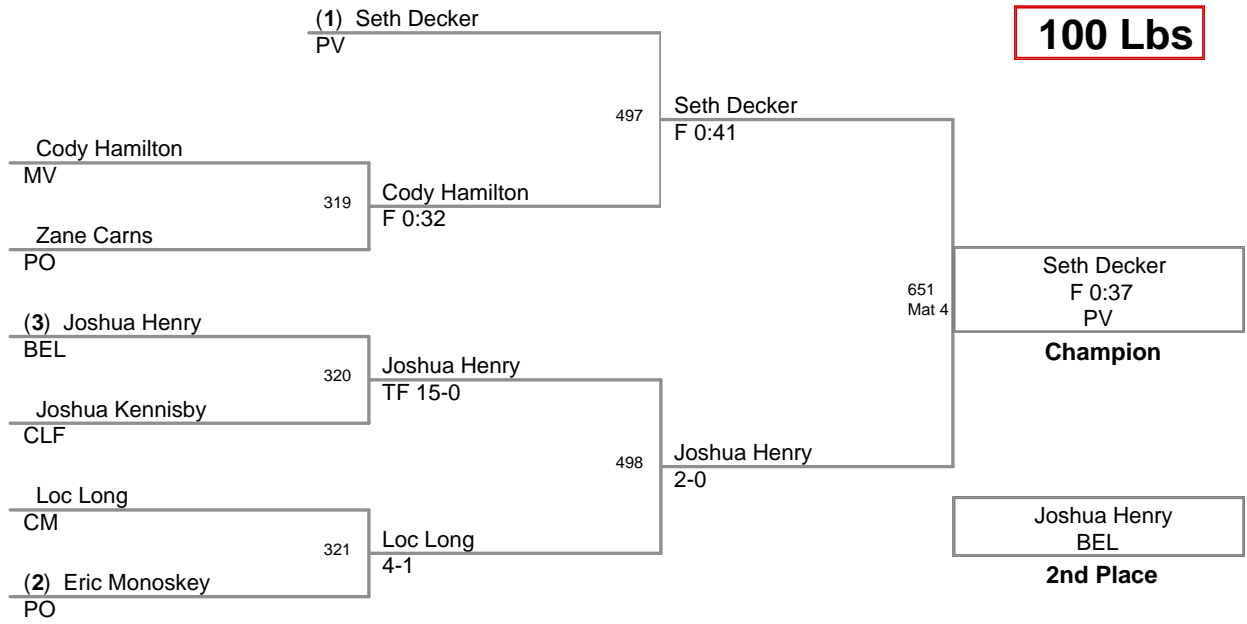 (1) Seth Decker
PV
100 Lbs
497
Seth Decker
F 0:41
Cody Hamilton
MV
319
Cody Hamilton
F 0:32
Zane Carns
PO
651
Mat 4
Seth Decker
F 0:37
PV
Champion
(3) Joshua Henry
BEL
320
Joshua Henry
TF 15-0
Joshua Kennisby
CLF
498
Joshua Henry
2-0
Loc Long
CM
321
Loc Long
4-1
(2) Eric Monoskey
PO
Joshua Henry
BEL
2nd Place